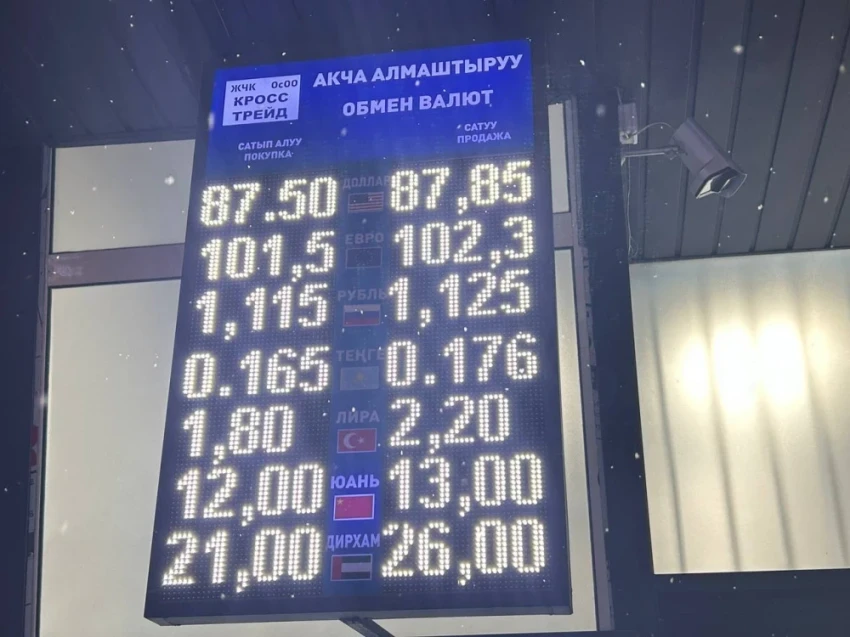 ЖЧК ОсОО
КРОСС
ТРЕЙД
АКЧА АЛМАШТЫРУУ
ОБМЕН ВАЛЮТ
САТЫП АЛУУ
ПОКУПКА
САТУУ
ПРОДАЖА
87.50 ДОЛЛАР 87,85
101,5 ЕВРО 102,3
1,115 РУБЛЬ 1,125
0.165 ТЕҢГЕ 0.176
1,80 ЛИРА 2,20
12,00 ЮАНЬ 13,00
21,00 ДИРХАМ 26,00